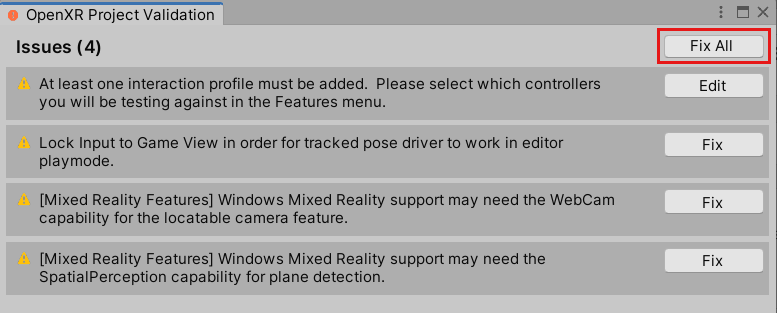 OpenXR Project Validation
Issues (4)
Fix All
At least one interaction profile must be added.  Please select which controllers
you will be testing against in the Features menu.
Edit
Lock Input to Game View in order for tracked pose driver to work in editor
playmode.
Fix
[Mixed Reality Features] Windows Mixed Reality support may need the WebCam
capability for the locatable camera feature.
Fix
[Mixed Reality Features] Windows Mixed Reality support may need the
SpatialPerception capability for plane detection.
Fix